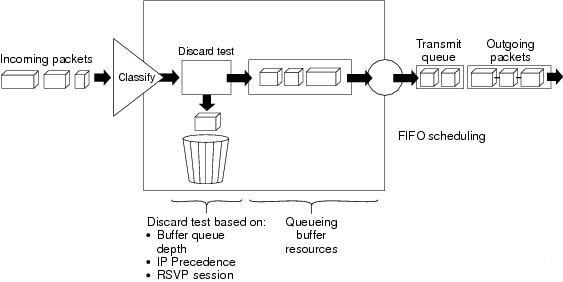 Incoming packets
Classify
Discard test
Transmit
queue
Outgoing
packets
FIFO scheduling
Discard test based on:
• Buffer queue
depth
• IP Precedence
• RSVP session
Queueing
buffer
resources